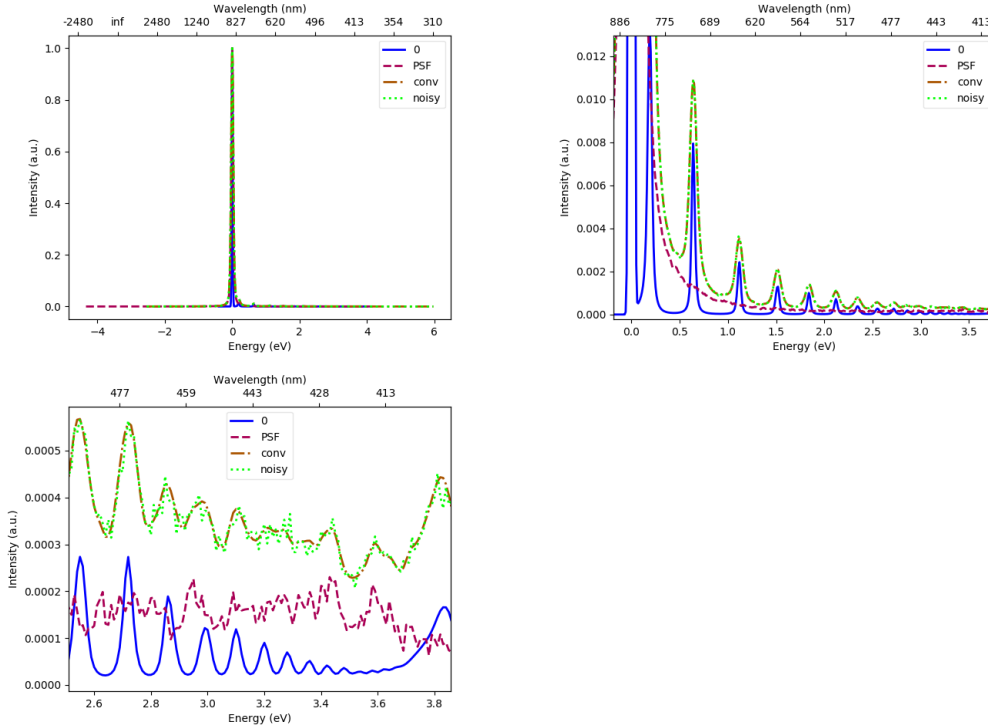 Wavelength (nm)
-2480 inf 2480 1240 827 620 496 413 354 310
Intensity (a.u.)
1.0
0.8
0.6
0.4
0.2
0.0
0
PSF
conv
noisy
-4 -2 0 2 4 6
Energy (eV)
Wavelength (nm)
886 775 689 620 564 517 477 443 413
Intensity (a.u.)
0.012
0.010
0.008
0.006
0.004
0.002
0.000
0
PSF
conv
noisy
0.0 0.5 1.0 1.5 2.0 2.5 3.0 3.5
Energy (eV)
Wavelength (nm)
477 459 443 428 413
Intensity (a.u.)
0.0005
0.0004
0.0003
0.0002
0.0001
0.0000
0
PSF
conv
noisy
2.6 2.8 3.0 3.2 3.4 3.6 3.8
Energy (eV)